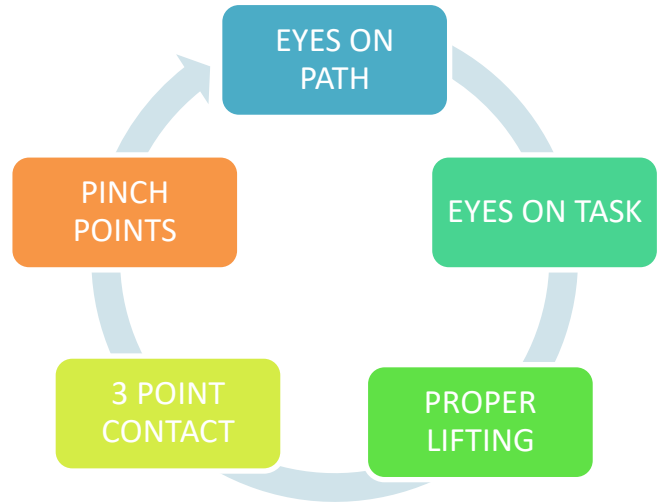 EYES ON
PATH
EYES ON TASK
PROPER
LIFTING
3 POINT
CONTACT
PINCH
POINTS